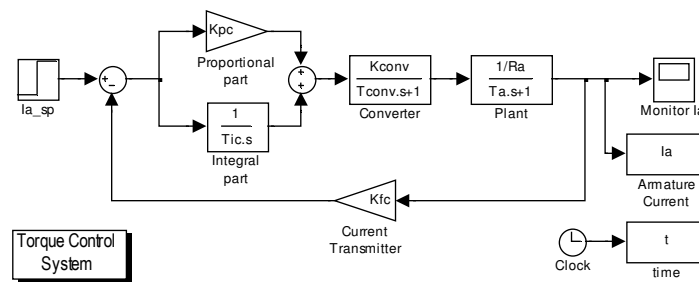 Kpc
Proportional
part
Ia_sp
1
Tic.s
Integral
part
Kconv
Tconv.s+1
Converter
1/Ra
Ta.s+1
Plant
Monitor Ia
Ia
Armature
Current
Kfc
Current
Transmitter
Torque Control
System
Clock
t
time